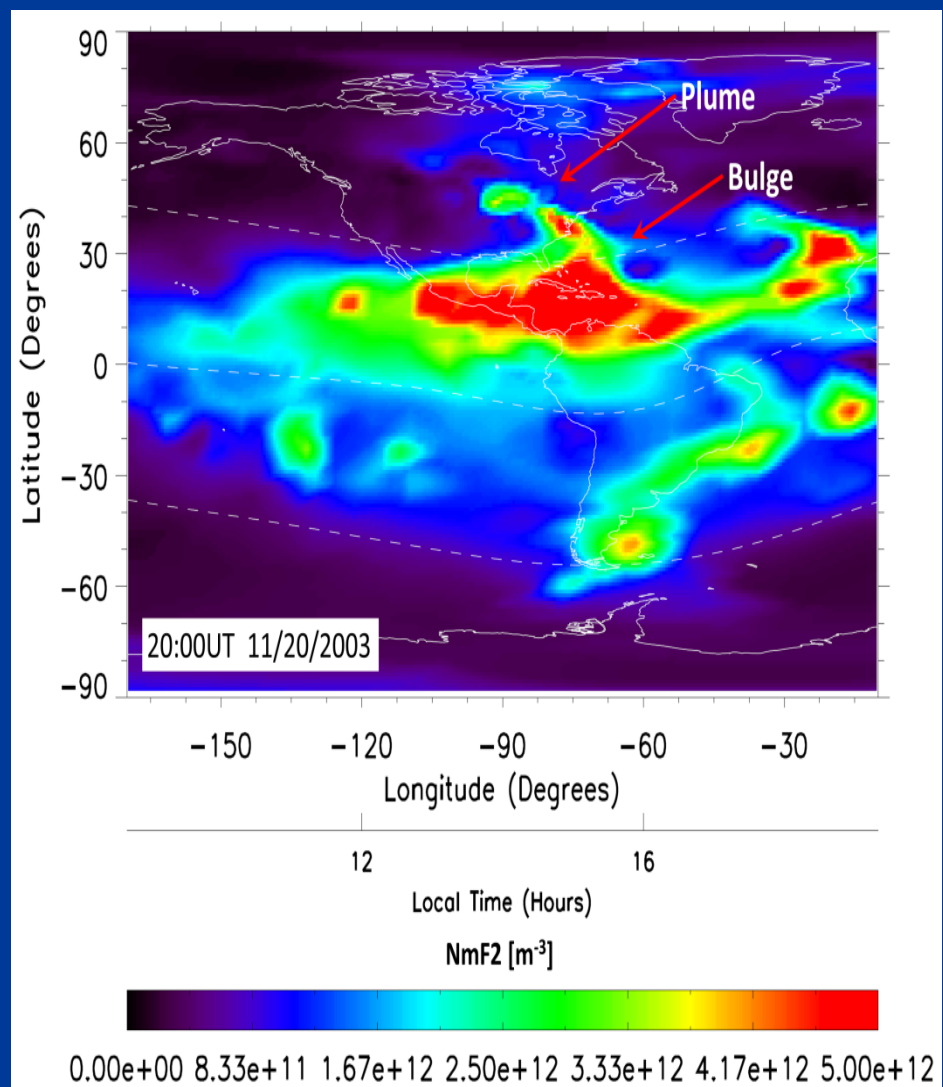 90
Plume
60
Bulge
30
0
−30
−60
−90
Latitude (Degrees)
20:00UT 11/20/2003
−150 −120 −90 −60 −30
Longitude (Degrees)
12 16
Local Time (Hours)
NmF2 [m-3]
0.00e+00 8.33e+11 1.67e+12 2.50e+12 3.33e+12 4.17e+12 5.00e+12